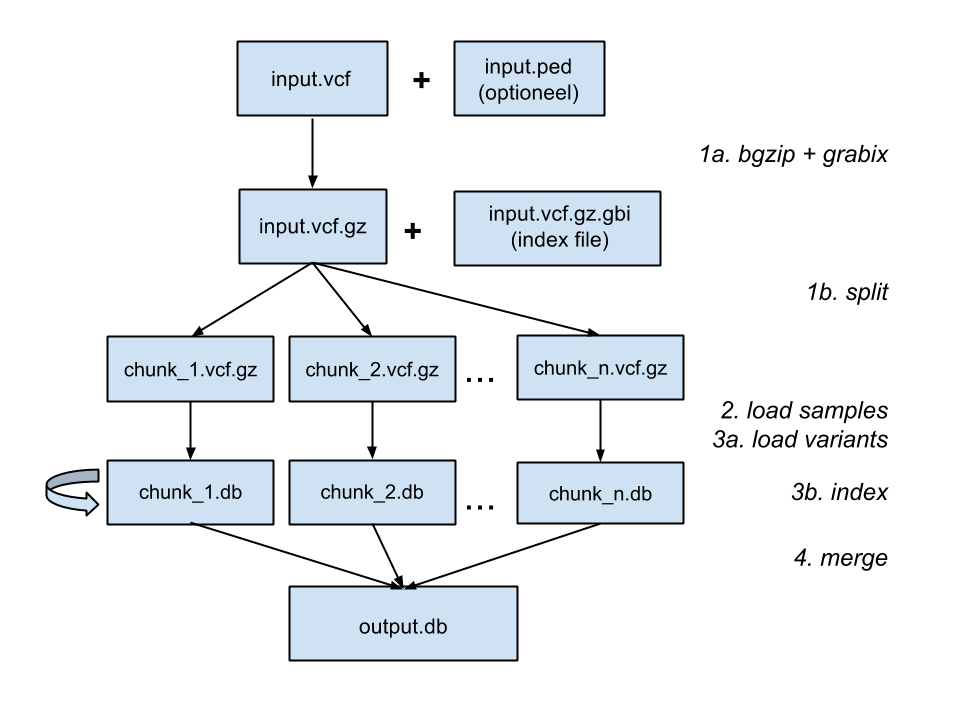 input.vcf
+
input.ped
(optioneel)
1a. bgzip + grabix
input.vcf.gz
+
input.vcf.gz.gbi
(index file)
1b. split
chunk_1.vcf.gz
chunk_2.vcf.gz
...
chunk_n.vcf.gz
2. load samples
3a. load variants
chunk_1.db
chunk_2.db
...
chunk_n.db
3b. index
4. merge
output.db